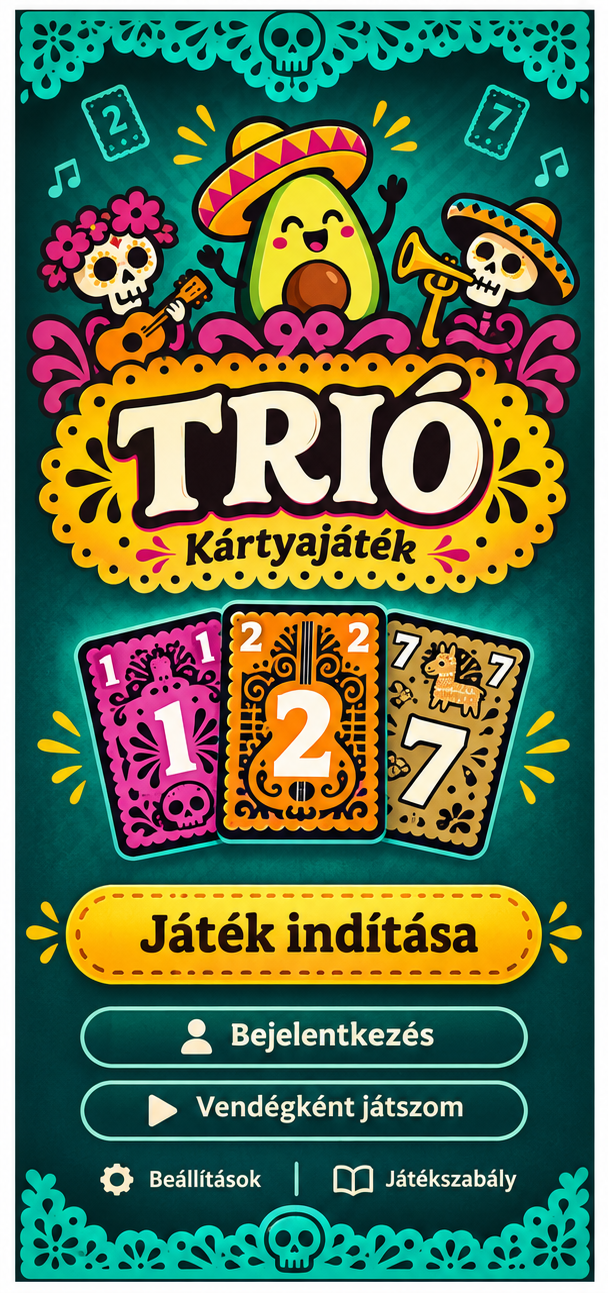 2
7
TRIÓ
Kártyajáték
1 1 2 2 7 7
1 2 7
Játék indítása
Bejelentkezés
Vendégként játszom
Beállítások | Játékszabály